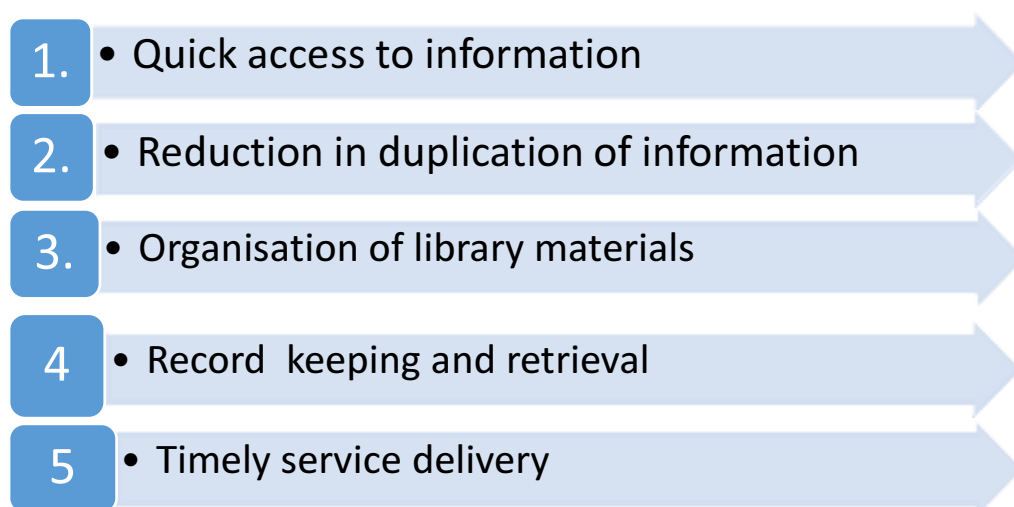 1. • Quick access to information
2. • Reduction in duplication of information
3. • Organisation of library materials
4 • Record  keeping and retrieval
5 • Timely service delivery